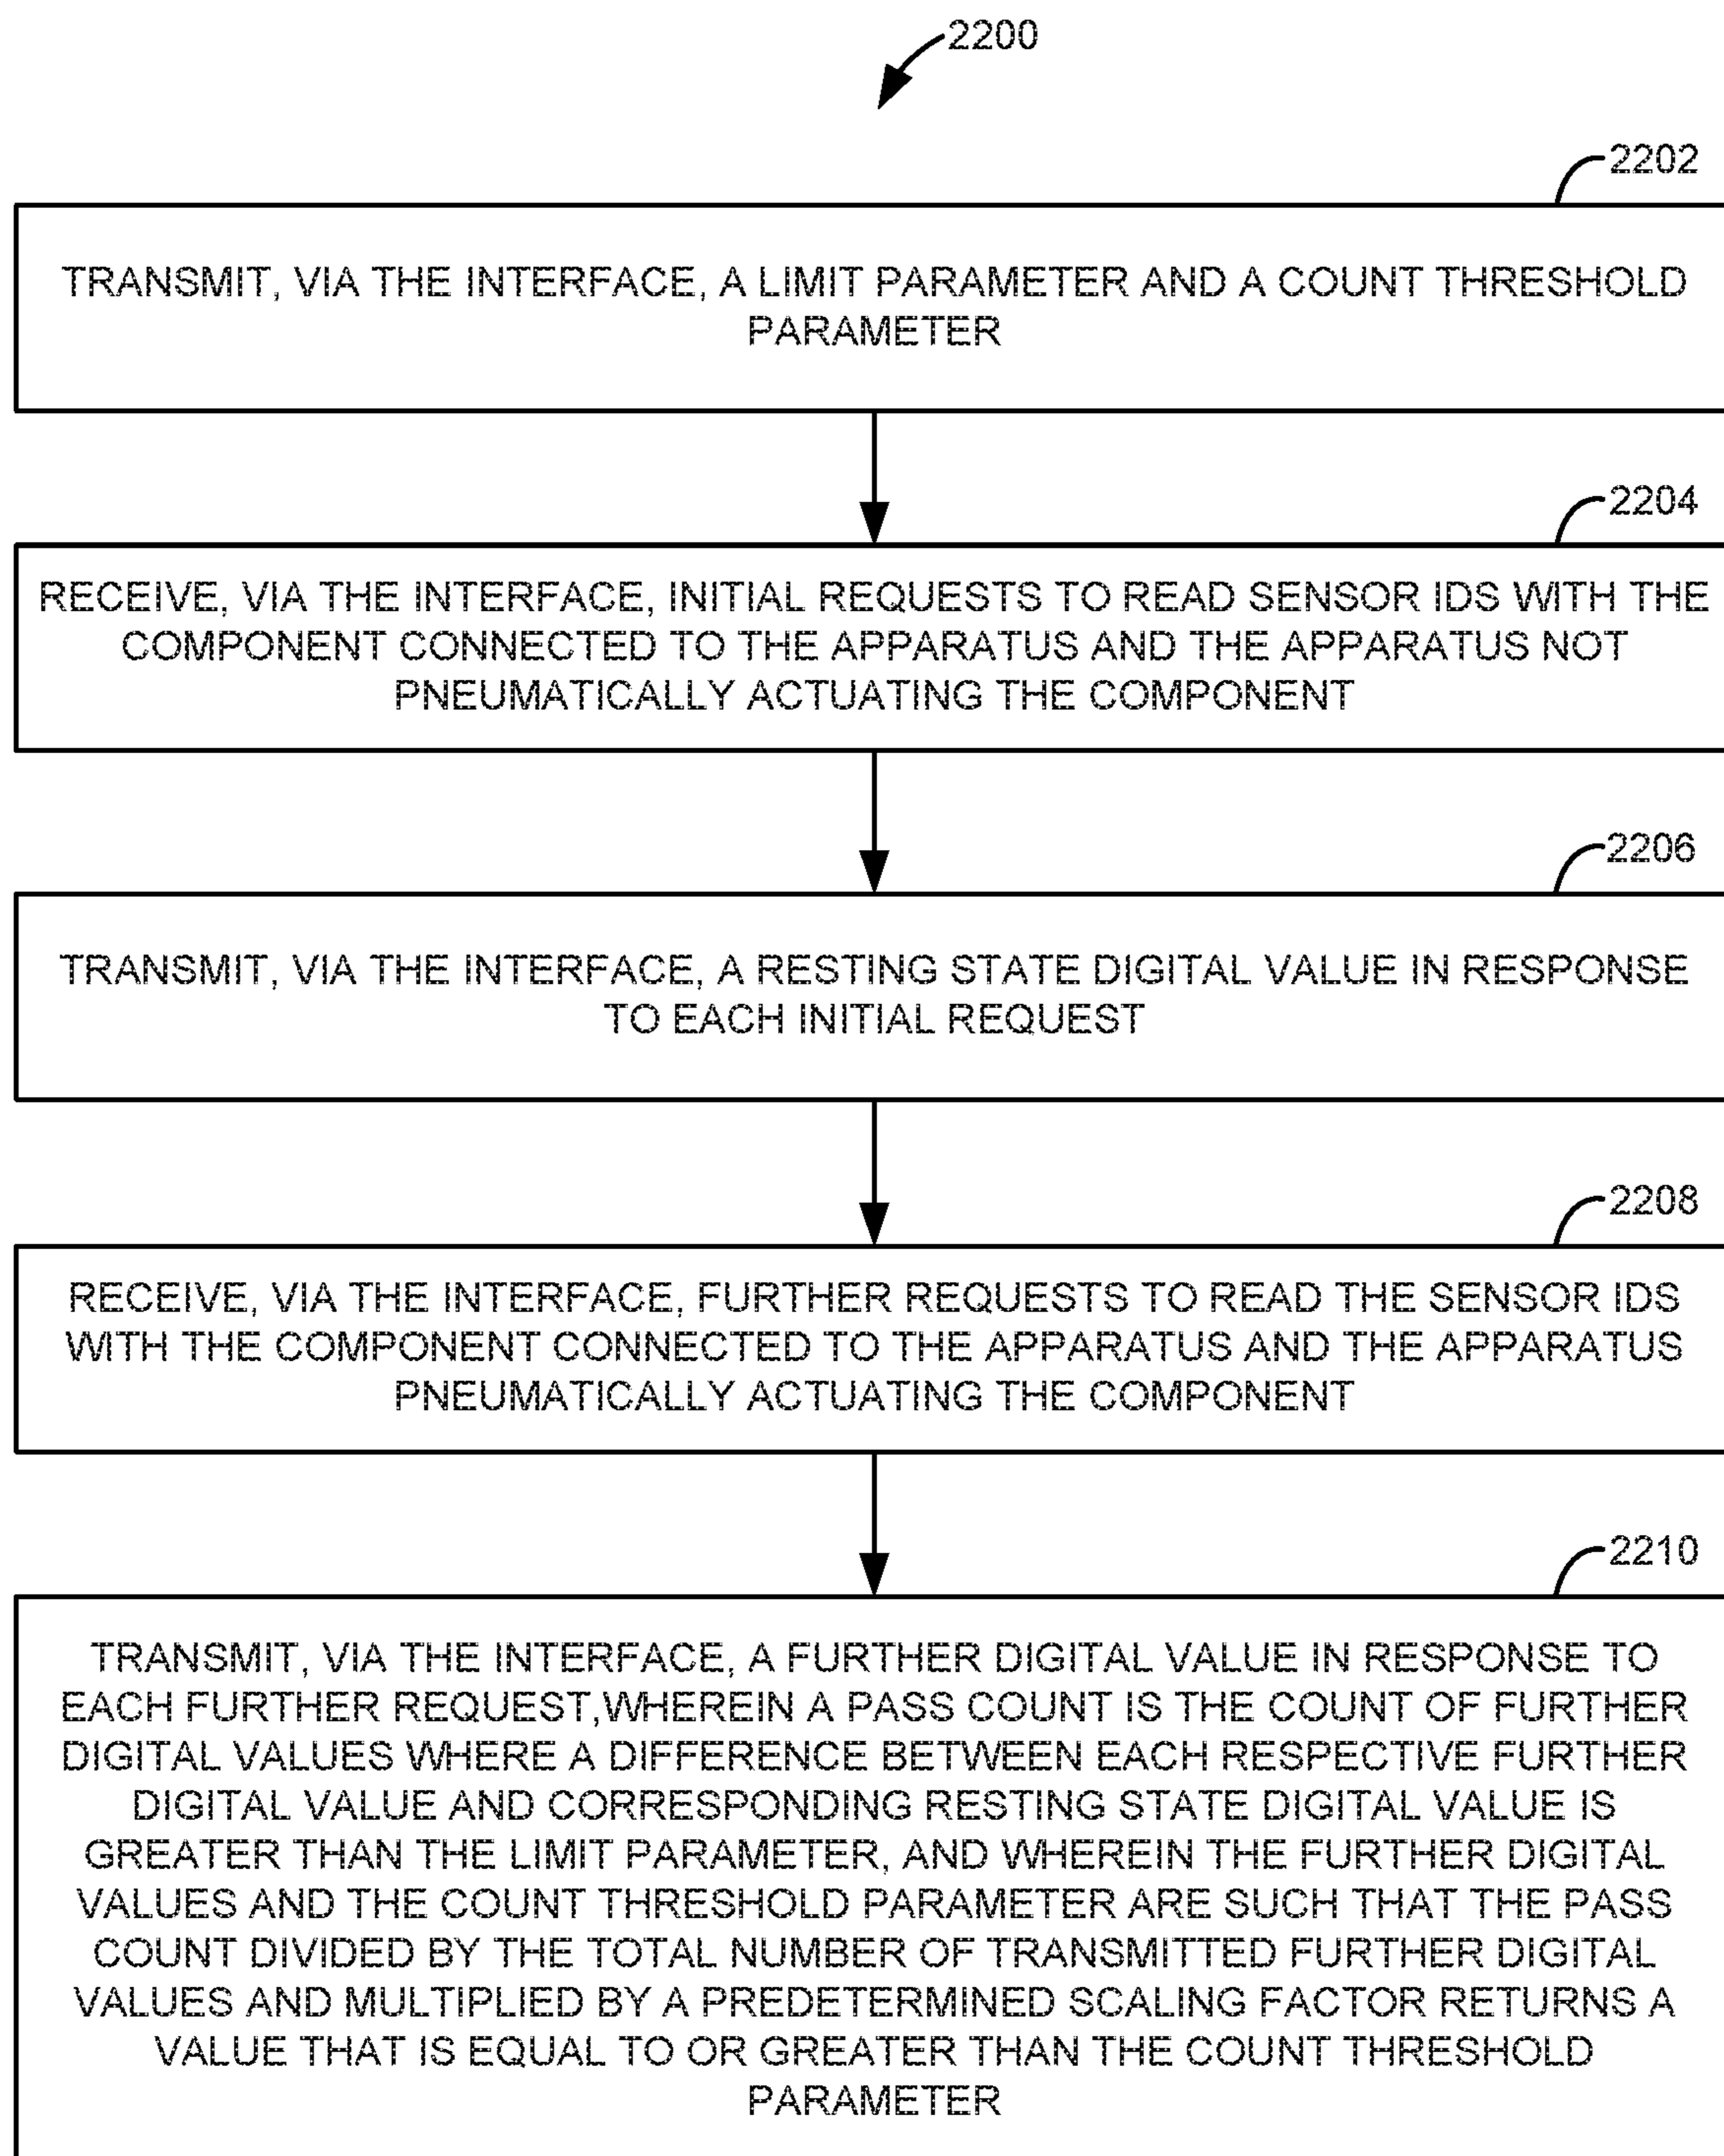 2200
2202
TRANSMIT, VIA THE INTERFACE, A LIMIT PARAMETER AND A COUNT THRESHOLD
PARAMETER
2204
RECEIVE, VIA THE INTERFACE, INITIAL REQUESTS TO READ SENSOR IDS WITH THE
COMPONENT CONNECTED TO THE APPARATUS AND THE APPARATUS NOT
PNEUMATICALLY ACTUATING THE COMPONENT
2206
TRANSMIT, VIA THE INTERFACE, A RESTING STATE DIGITAL VALUE IN RESPONSE
TO EACH INITIAL REQUEST
2208
RECEIVE, VIA THE INTERFACE, FURTHER REQUESTS TO READ THE SENSOR IDS
WITH THE COMPONENT CONNECTED TO THE APPARATUS AND THE APPARATUS
PNEUMATICALLY ACTUATING THE COMPONENT
2210
TRANSMIT, VIA THE INTERFACE, A FURTHER DIGITAL VALUE IN RESPONSE TO
EACH FURTHER REQUEST,WHEREIN A PASS COUNT IS THE COUNT OF FURTHER
DIGITAL VALUES WHERE A DIFFERENCE BETWEEN EACH RESPECTIVE FURTHER
DIGITAL VALUE AND CORRESPONDING RESTING STATE DIGITAL VALUE IS
GREATER THAN THE LIMIT PARAMETER, AND WHEREIN THE FURTHER DIGITAL
VALUES AND THE COUNT THRESHOLD PARAMETER ARE SUCH THAT THE PASS
COUNT DIVIDED BY THE TOTAL NUMBER OF TRANSMITTED FURTHER DIGITAL
VALUES AND MULTIPLIED BY A PREDETERMINED SCALING FACTOR RETURNS A
VALUE THAT IS EQUAL TO OR GREATER THAN THE COUNT THRESHOLD
PARAMETER